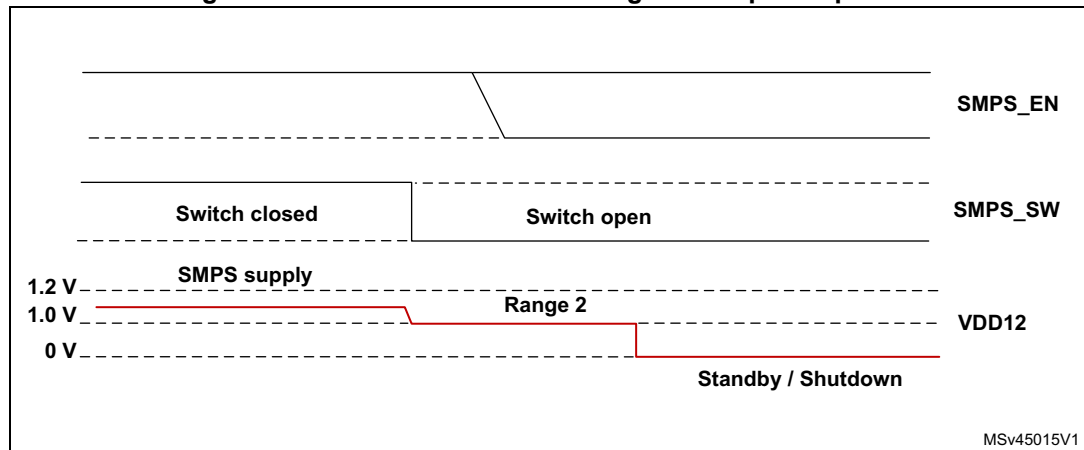 SMPS_EN
Switch closed
Switch open
SMPS_SW
SMPS supply
1.2 V
Range 2
1.0 V
VDD12
0 V
Standby / Shutdown
MSv45015V1